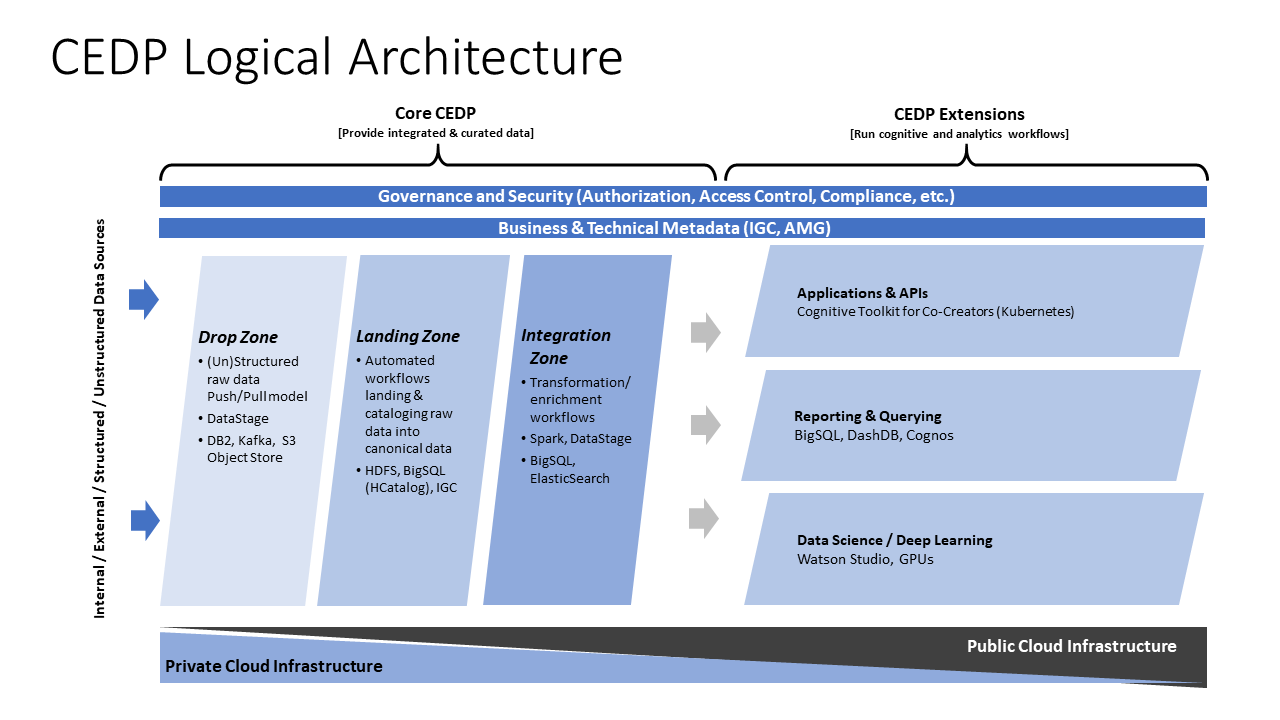 CEDP Logical Architecture
Core CEDP
[Provide integrated & curated data]
CEDP Extensions
[Run cognitive and analytics workflows]
Governance and Security (Authorization, Access Control, Compliance, etc.)
Business & Technical Metadata (IGC, AMG)
Internal / External / Structured / Unstructured Data Sources
Drop Zone
• (Un)Structured
raw data
Push/Pull model
• DataStage
• DB2, Kafka, S3
Object Store
Landing Zone
• Automated
workflows
landing &
cataloging raw
data into
canonical data
• HDFS, BigSQL
(HCatalog), IGC
Integration
Zone
• Transformation/
enrichment
workflows
• Spark, DataStage
• BigSQL,
ElasticSearch
Applications & APIs
Cognitive Toolkit for Co-Creators (Kubernetes)
Reporting & Querying
BigSQL, DashDB, Cognos
Data Science / Deep Learning
Watson Studio, GPUs
Public Cloud Infrastructure
Private Cloud Infrastructure